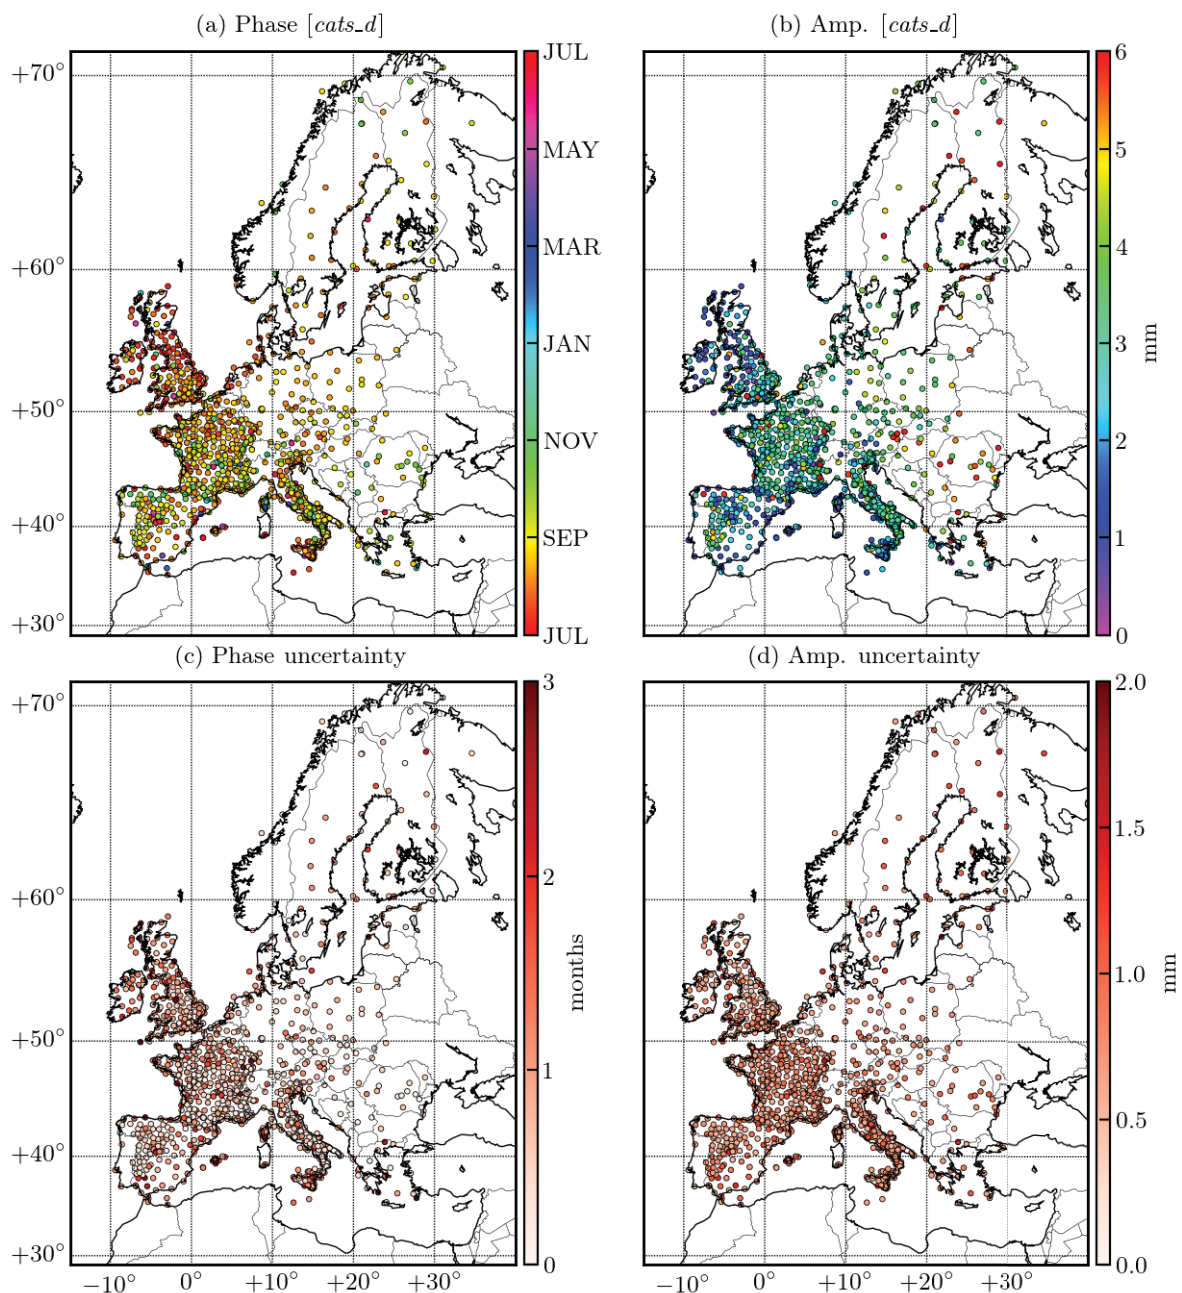 (a) Phase [cats_d]
(b) Amp. [cats_d]
+70°
+60°
+50°
+40°
+30°
JUL
MAY
MAR
JAN
NOV
SEP
JUL
6
5
4
3
2
1
0
mm
(c) Phase uncertainty
(d) Amp. uncertainty
+70°
+60°
+50°
+40°
+30°
3
2
1
0
months
2.0
1.5
1.0
0.5
0.0
mm
−10°
0°
+10°
+20°
+30°
−10°
0°
+10°
+20°
+30°